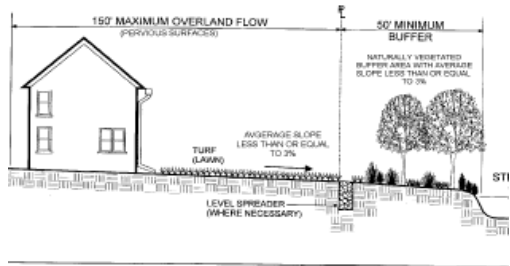 150' MAXIMUM OVERLAND FLOW
(PERVIOUS SURFACES)
50' MINIMUM
BUFFER
NATURALLY VEGETATED
BUFFER AREA WITH AVERAGE
SLOPE LESS THAN OR EQUAL
TO 3%
TURF
(LAWN)
AVGERAGE SLOPE
LESS THAN OR EQUAL
TO 3%
LEVEL SPREADER
(WHERE NECESSARY)